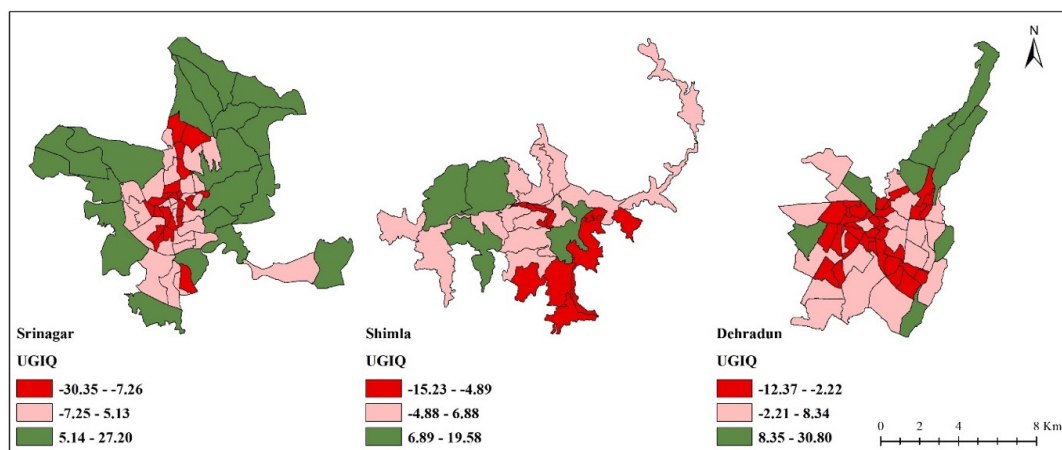 N
Srinagar
UGIQ
-30.35 - -7.26
-7.25 - 5.13
5.14 - 27.20
Shimla
UGIQ
-15.23 - -4.89
-4.88 - 6.88
6.89 - 19.58
Dehradun
UGIQ
-12.37 - -2.22
-2.21 - 8.34
8.35 - 30.80
0 2 4 8 Km